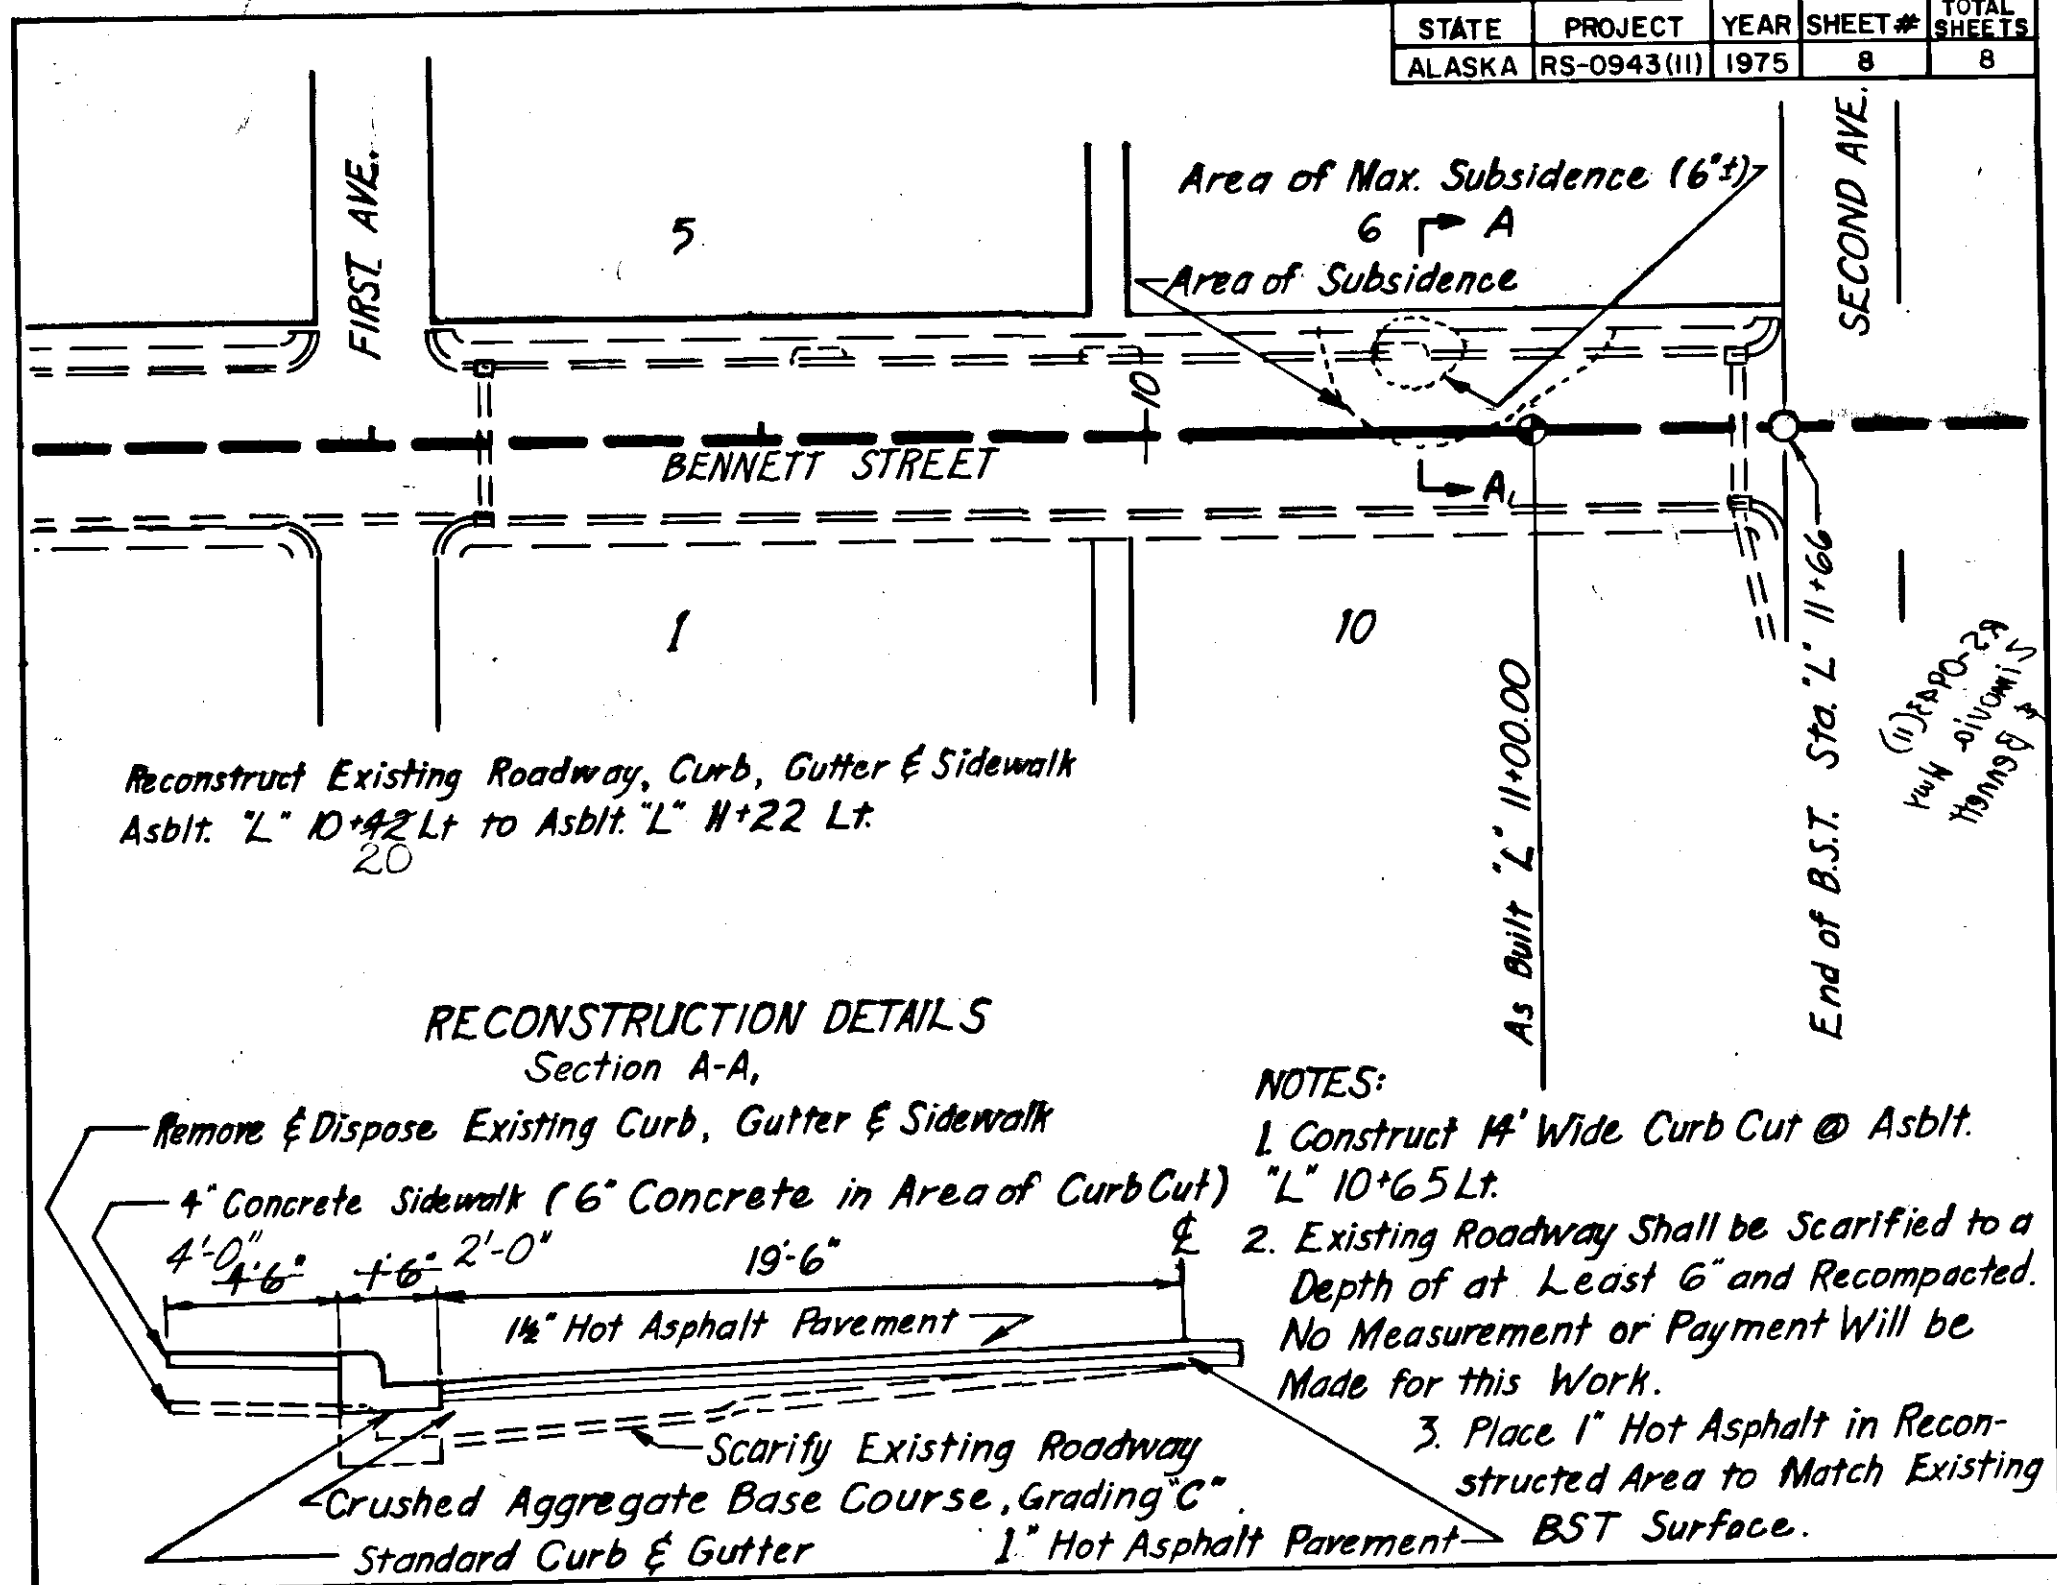 STATE PROJECT YEAR SHEET # TOTAL SHEETS
ALASKA RS-0943(11) 1975 8 8
FIRST AVE.
SECOND AVE.
Area of Max. Subsidence (6"±)
5
6
A
Area of Subsidence
10
BENNETT STREET
A
1
10
As Built "L" 11+00.00
End of B.S.T. Sta. "L" 11+66
RS-0943(11)
Simonia Hwy
& Bennett
Reconstruct Existing Roadway, Curb, Gutter & Sidewalk
Asblt. "L" 10+42 Lt to Asblt. "L" 11+22 Lt.
20
RECONSTRUCTION DETAILS
Section A-A,
Remove & Dispose Existing Curb, Gutter & Sidewalk
4" Concrete Sidewalk (6" Concrete in Area of Curb Cut)
4'-0" 2'-0"
4'6" 1'-6" 19'-6" ℄
1½" Hot Asphalt Pavement
Scarify Existing Roadway
Crushed Aggregate Base Course, Grading "C".
Standard Curb & Gutter
1" Hot Asphalt Pavement
NOTES:
1. Construct 14' Wide Curb Cut @ Asblt.
"L" 10+65 Lt.
2. Existing Roadway Shall be Scarified to a
Depth of at Least 6" and Recompacted.
No Measurement or Payment Will be
Made for this Work.
3. Place 1" Hot Asphalt in Recon-
structed Area to Match Existing
BST Surface.